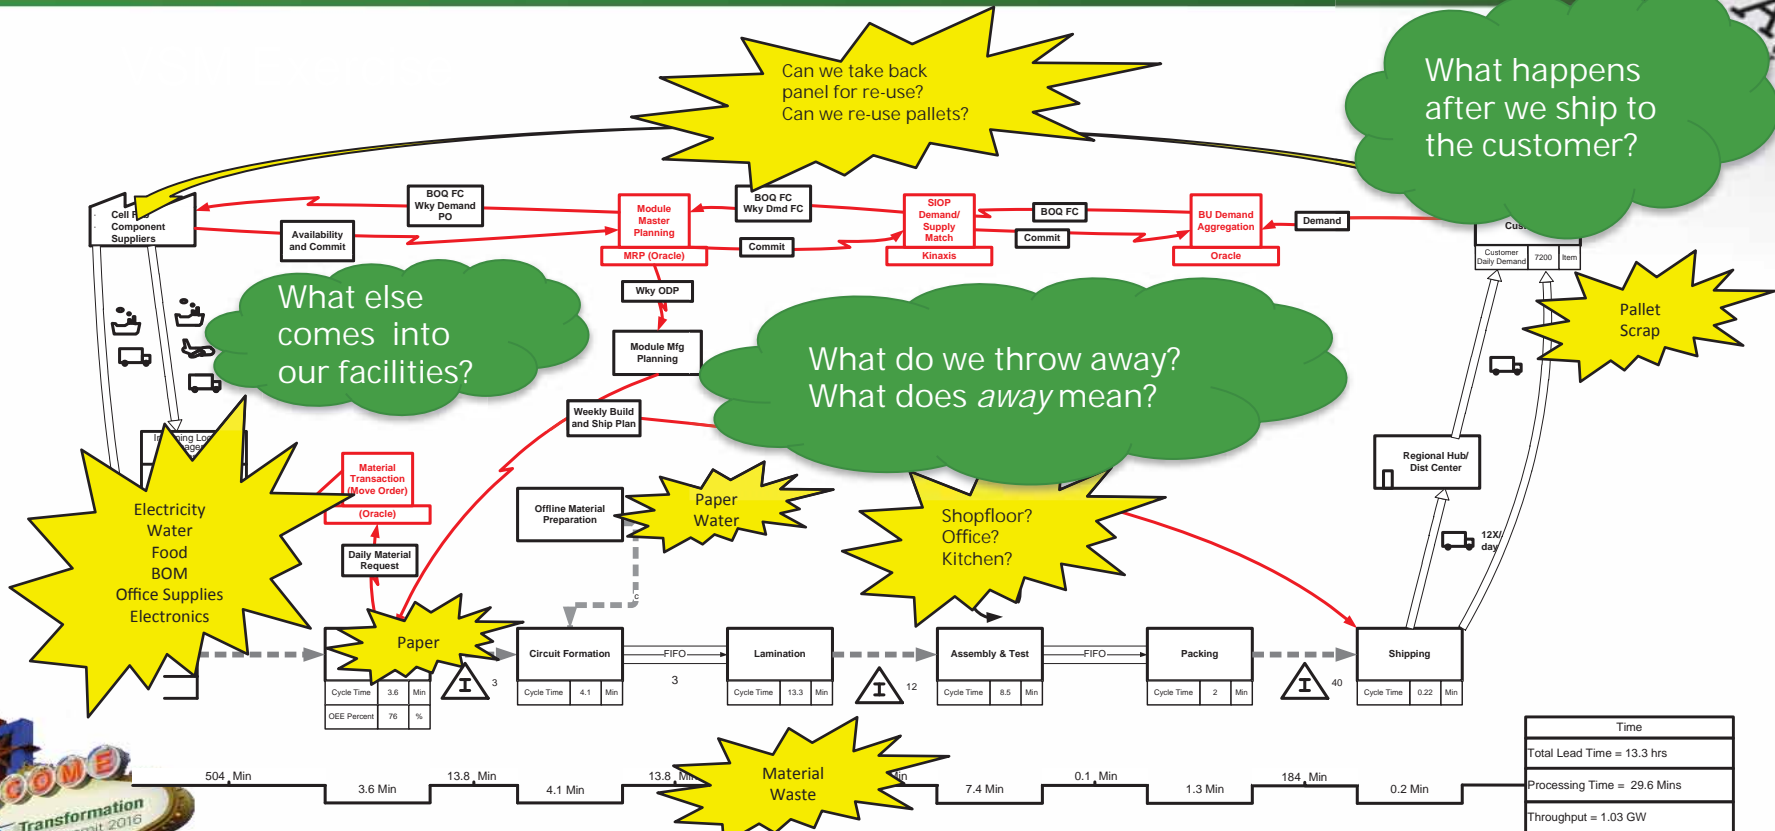 Can we take back
panel for re-use?
Can we re-use pallets?
What happens
after we ship to
the customer?
Cell
Component
Suppliers
BOQ FC
Wky Demand
PO
Availability
and Commit
Module
Master
Planning
MRP (Oracle)
BOQ FC
Wky Dmd FC
Commit
SIOP
Demand/
Supply
Match
Kinaxis
BOQ FC
Commit
BU Demand
Aggregation
Oracle
Demand
Customer
Daily Demand
7200
Item
What else
comes into
our facilities?
Wky ODP
Module Mfg
Planning
What do we throw away?
What does away mean?
Pallet
Scrap
Weekly Build
and Ship Plan
Regional Hub/
Dist Center
12X/
day
Electricity
Water
Food
BOM
Office Supplies
Electronics
Material
Transaction
(Move Order)
(Oracle)
Daily Material
Request
Offline Material
Preparation
Paper
Water
Shopfloor?
Office?
Kitchen?
c
Paper
Cycle Time 3.6 Min
OEE Percent 76 %
I
3
Circuit Formation
Cycle Time 4.1 Min
FIFO
3
Lamination
Cycle Time 13.3 Min
I
12
Assembly & Test
Cycle Time 8.5 Min
FIFO
Packing
Cycle Time 2 Min
I
40
Shipping
Cycle Time 0.22 Min
504 Min
3.6 Min
13.8 Min
4.1 Min
13.8 Min
Material
Waste
7.4 Min
0.1 Min
1.3 Min
184 Min
0.2 Min
Time
Total Lead Time = 13.3 hrs
Processing Time = 29.6 Mins
Throughput = 1.03 GW
COME
Transformation
2016